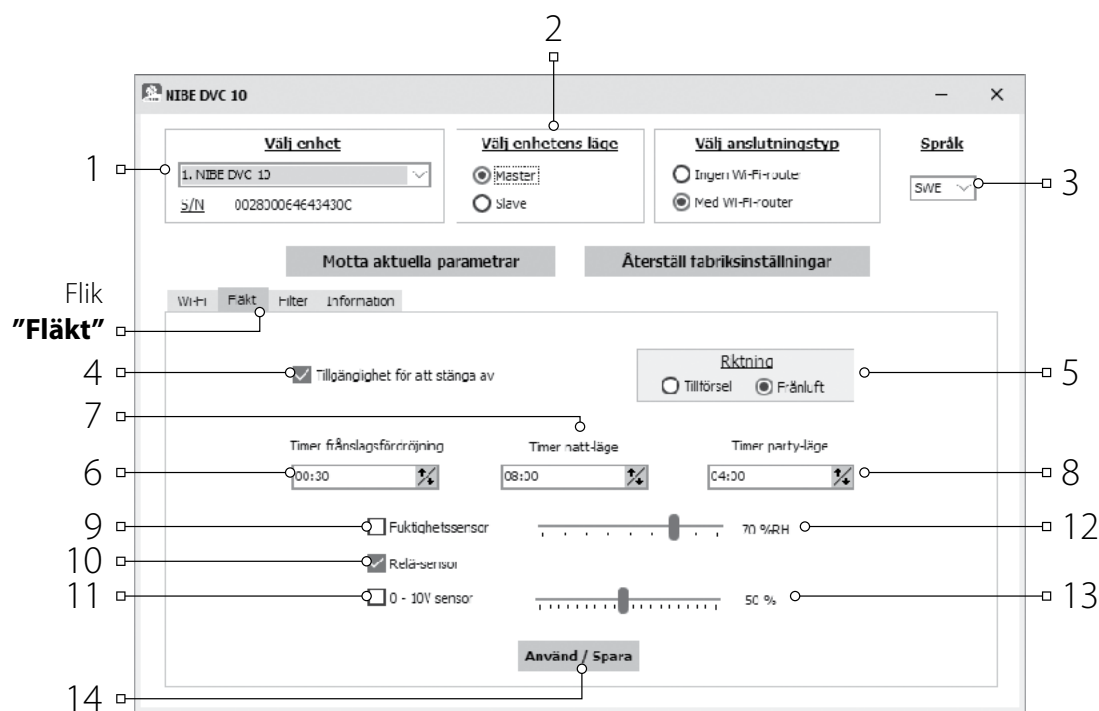 2
NIBE DVC 10
Välj enhet
Välj enhetens läge
Välj anslutningstyp
Språk
1
1. NIBE DVC 10
Master
Ingen Wi-Fi-router
SWE
3
S/N 002800064643430C
Slave
Med Wi-Fi-router
Motta aktuella parametrar
Återställ fabriksinställningar
Flik
"Fläkt"
Wi-Fi Fläkt Filter Information
4
Tillgängighet för att stänga av
Riktning
Tillförsel
Frånluft
5
7
Timer frånslagsfördröjning
Timer natt-läge
Timer party-läge
6
00:30
08:00
04:00
8
9
Fuktighetssensor
70 %RH
12
10
Relä-sensor
11
0 - 10V sensor
50 %
13
Använd / Spara
14